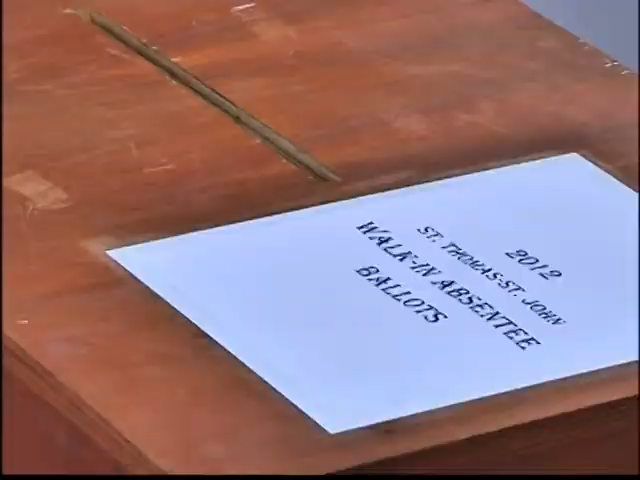 2012
ST. THOMAS-ST. JOHN
WALK-IN ABSENTEE
BALLOTS